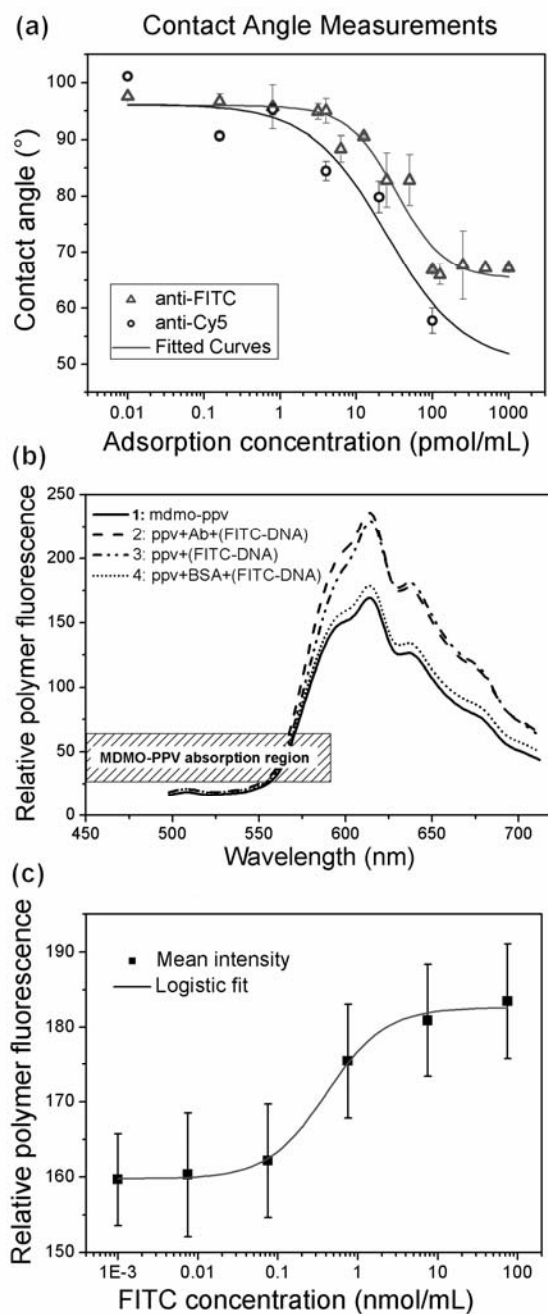 (a) Contact Angle Measurements
100
90
80
70
60
50
Contact angle (°)
anti-FITC
anti-Cy5
Fitted Curves
0.01 0.1 1 10 100 1000
Adsorption concentration (pmol/mL)
(b)
250
200
150
100
50
0
Relative polymer fluorescence
1: mdmo-ppv
2: ppv+Ab+(FITC-DNA)
3: ppv+(FITC-DNA)
4: ppv+BSA+(FITC-DNA)
MDMO-PPV absorption region
450 500 550 600 650 700
Wavelength (nm)
(c)
190
180
170
160
150
Relative polymer fluorescence
Mean intensity
Logistic fit
1E-3 0.01 0.1 1 10 100
FITC concentration (nmol/mL)